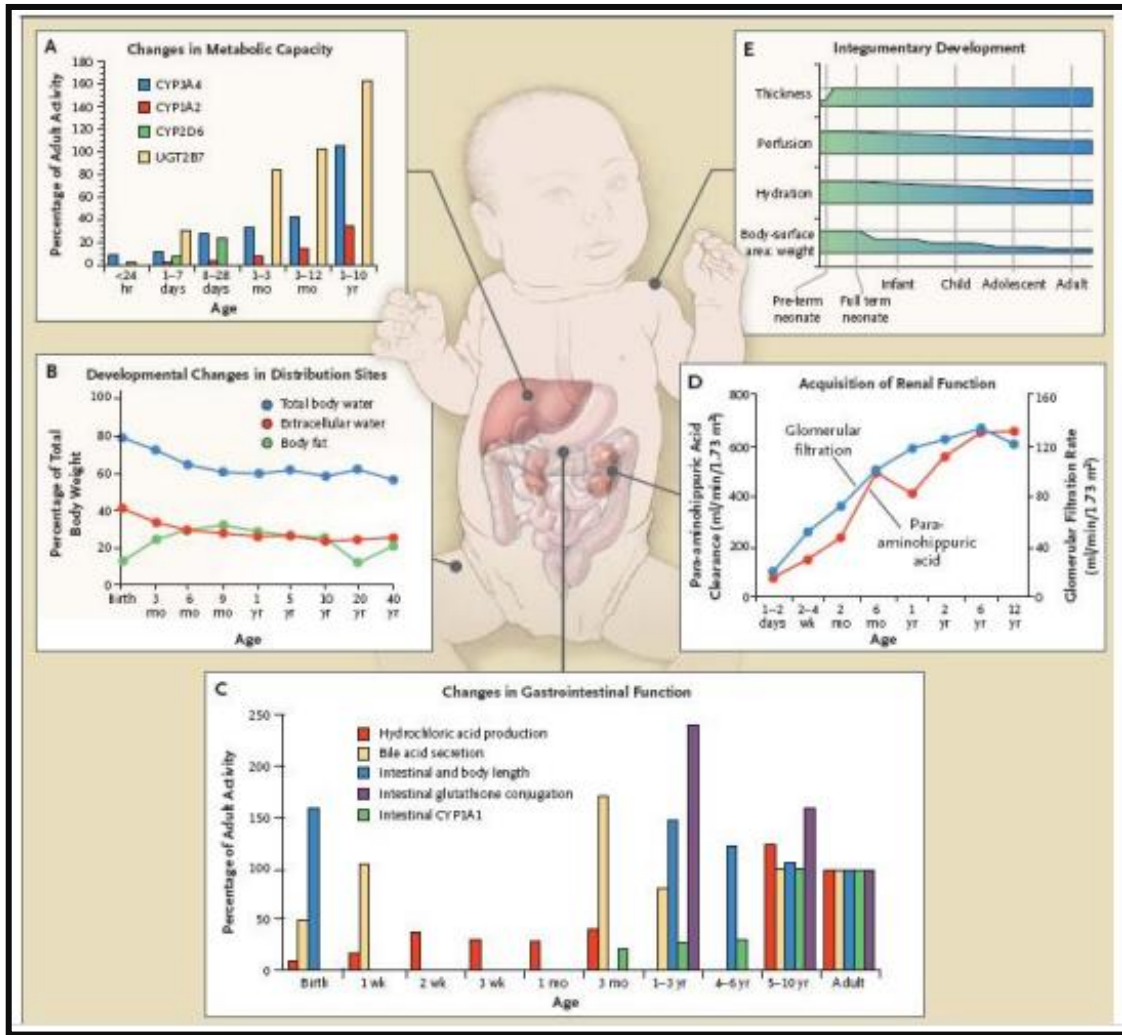 A
Changes in Metabolic Capacity
Percentage of Adult Activity
180
160
140
120
100
80
60
40
20
0
CYP3A4
CYP1A2
CYP2D6
UGT2B7
<24 hr
1–7 days
8–28 days
1–3 mo
3–12 mo
1–10 yr
Age
E
Integumentary Development
Thickness
Perfusion
Hydration
Body-surface
area: weight
Infant
Child
Adolescent
Adult
Pre-term
neonate
Full term
neonate
B
Developmental Changes in Distribution Sites
Percentage of Total
Body Weight
100
80
60
40
20
0
Total body water
Extracellular water
Body fat
Birth
3 mo
6 mo
9 mo
1 yr
5 yr
10 yr
20 yr
40 yr
Age
D
Acquisition of Renal Function
Para-aminohippuric Acid
Clearance (ml/min/1.73 m²)
800
600
400
200
0
Glomerular
filtration
Para-
aminohippuric
acid
160
120
80
40
0
Glomerular Filtration Rate
(ml/min/1.73 m²)
1–2 days
2–4 wk
2 mo
6 mo
1 yr
2 yr
6 yr
12 yr
Age
C
Changes in Gastrointestinal Function
Percentage of Adult Activity
250
200
150
100
50
0
Hydrochloric acid production
Bile acid secretion
Intestinal and body length
Intestinal glutathione conjugation
Intestinal CYP1A1
Birth
1 wk
2 wk
3 wk
1 mo
3 mo
1–3 yr
4–6 yr
5–10 yr
Adult
Age